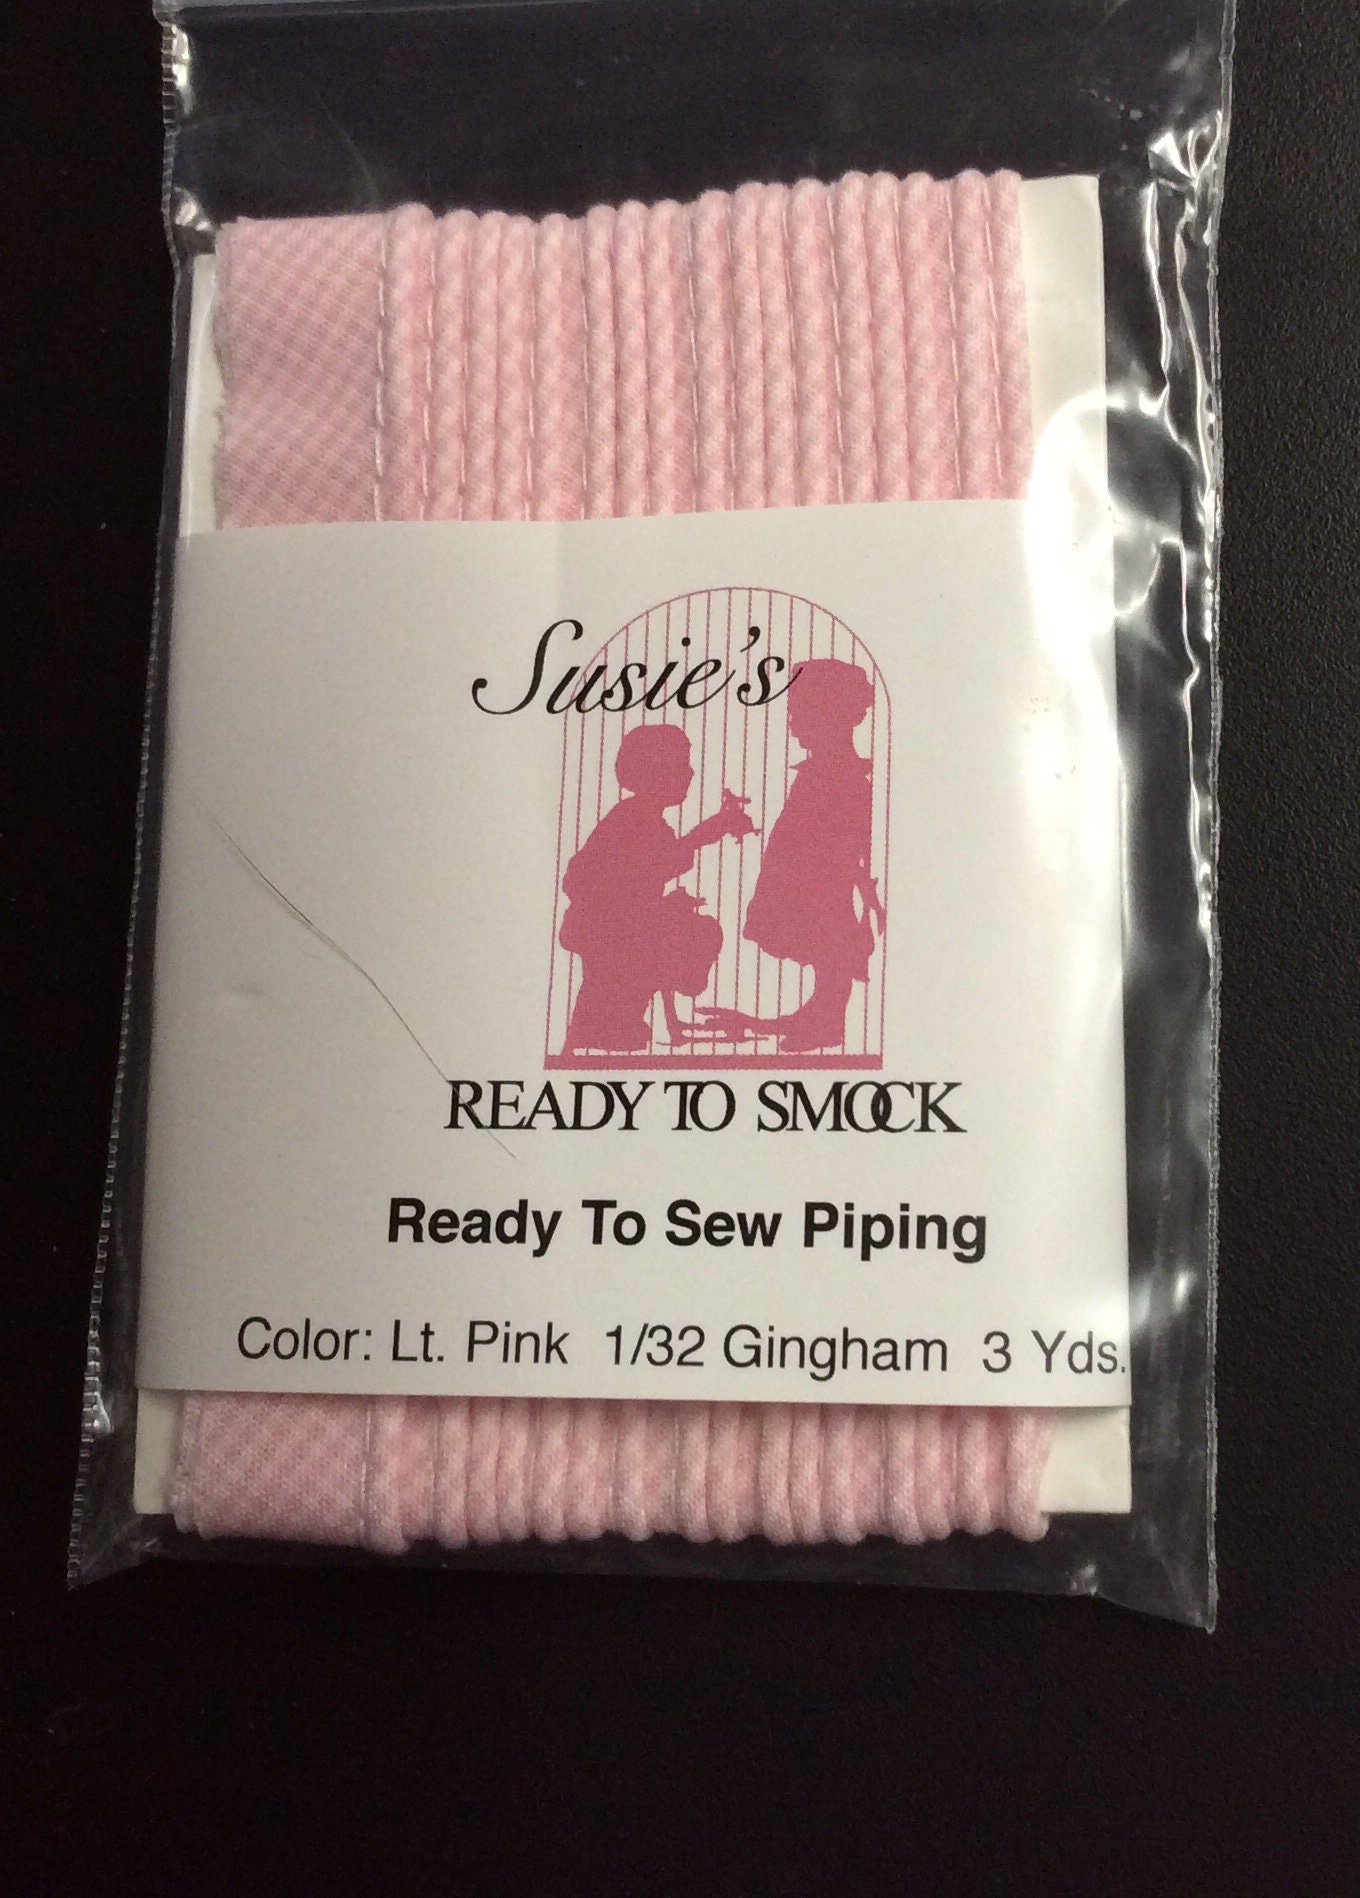 Susie's
READY TO SMOCK
Ready To Sew Piping
Color: Lt. Pink 1/32 Gingham 3 Yds.